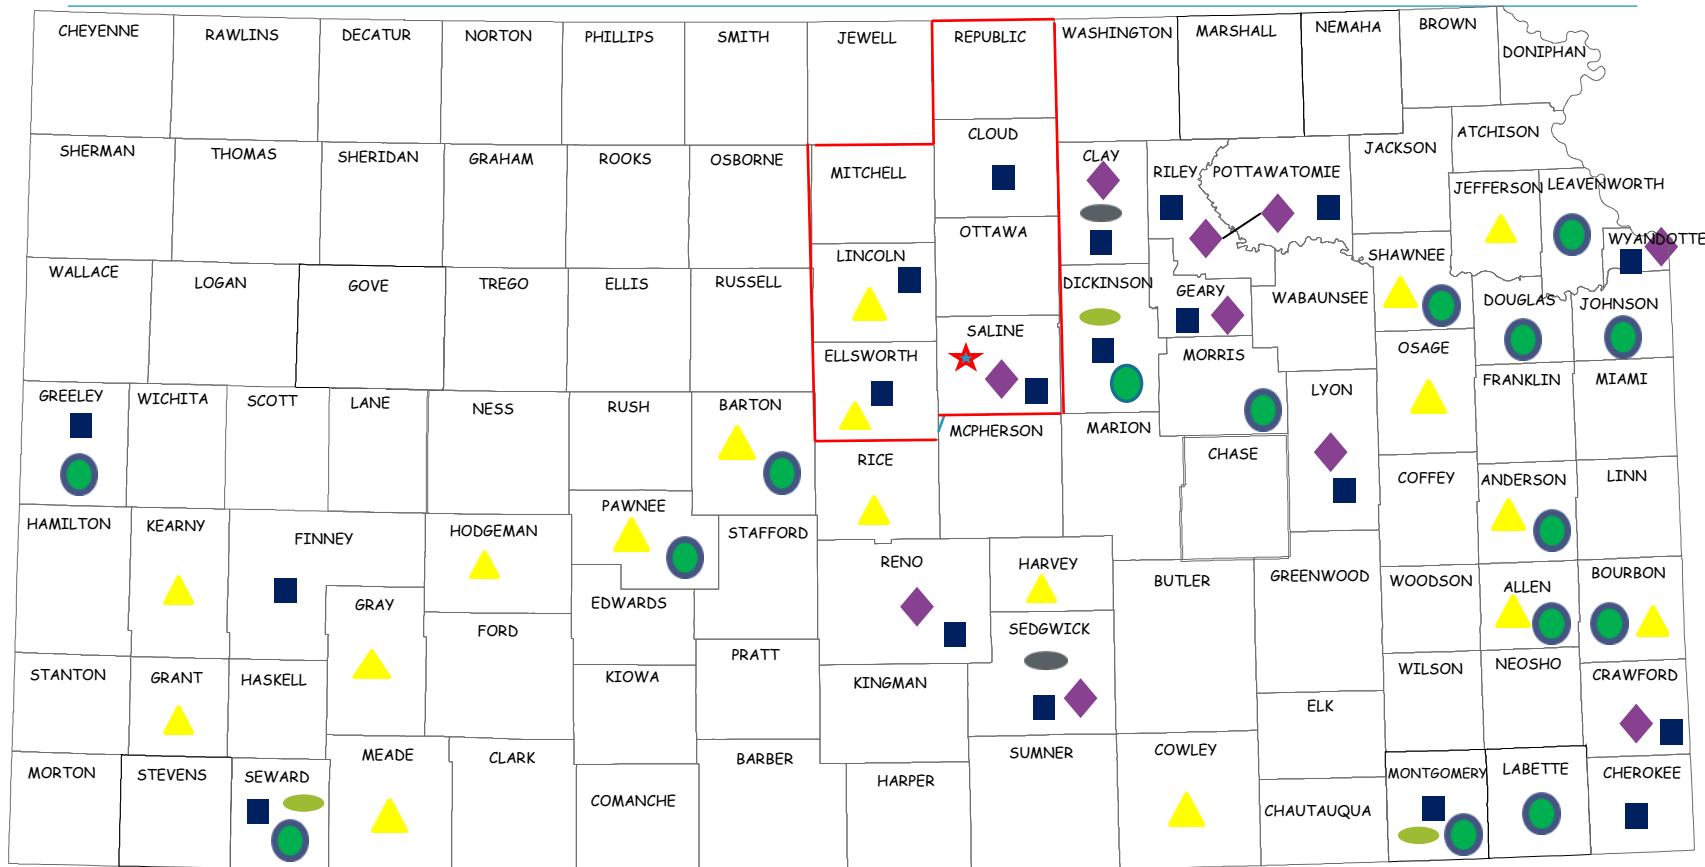 CHEYENNE
RAWLINS
DECATUR
NORTON
PHILLIPS
SMITH
JEWELL
REPUBLIC
WASHINGTON
MARSHALL
NEMAHA
BROWN
DONIPHAN
SHERMAN
THOMAS
SHERIDAN
GRAHAM
ROOKS
OSBORNE
MITCHELL
CLOUD
CLAY
RILEY
POTTAWATOMIE
JACKSON
ATCHISON
JEFFERSON
LEAVENWORTH
WYANDOTTE
WALLACE
LOGAN
GOVE
TREGO
ELLIS
RUSSELL
LINCOLN
OTTAWA
DICKINSON
GEARY
WABAUNSEE
SHAWNEE
DOUGLAS
JOHNSON
ELLSWORTH
SALINE
MORRIS
OSAGE
GREELEY
WICHITA
SCOTT
LANE
NESS
RUSH
BARTON
RICE
MCPHERSON
MARION
CHASE
LYON
FRANKLIN
MIAMI
COFFEY
ANDERSON
LINN
HAMILTON
KEARNY
FINNEY
HODGEMAN
PAWNEE
STAFFORD
RENO
HARVEY
BUTLER
GREENWOOD
WOODSON
ALLEN
BOURBON
GRAY
FORD
EDWARDS
SEDGWICK
STANTON
GRANT
HASKELL
KIOWA
PRATT
KINGMAN
ELK
WILSON
NEOSHO
CRAWFORD
MORTON
STEVENS
SEWARD
MEADE
CLARK
COMANCHE
BARBER
HARPER
SUMNER
COWLEY
CHAUTAUQUA
MONTGOMERY
LABETTE
CHEROKEE